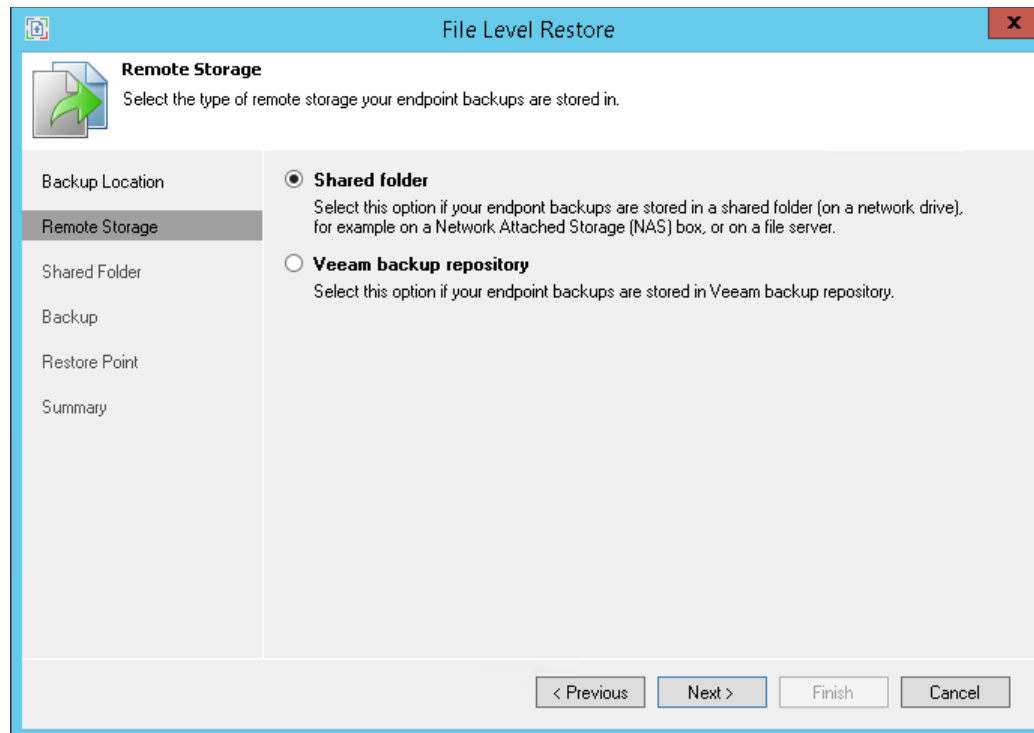 File Level Restore
x
Remote Storage
Select the type of remote storage your endpoint backups are stored in.
Backup Location
Remote Storage
Shared Folder
Backup
Restore Point
Summary
Shared folder
Select this option if your endpont backups are stored in a shared folder (on a network drive),
for example on a Network Attached Storage (NAS) box, or on a file server.
Veeam backup repository
Select this option if your endpoint backups are stored in Veeam backup repository.
< Previous
Next >
Finish
Cancel